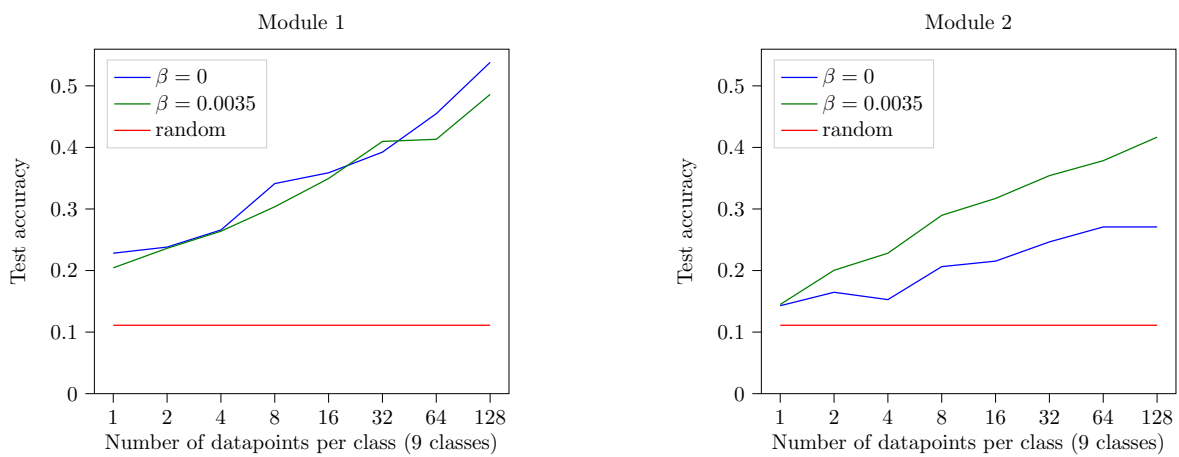 Module 1
β = 0
β = 0.0035
random
Test accuracy
0.5
0.4
0.3
0.2
0.1
0
1 2 4 8 16 32 64 128
Number of datapoints per class (9 classes)
Module 2
β = 0
β = 0.0035
random
Test accuracy
0.5
0.4
0.3
0.2
0.1
0
1 2 4 8 16 32 64 128
Number of datapoints per class (9 classes)